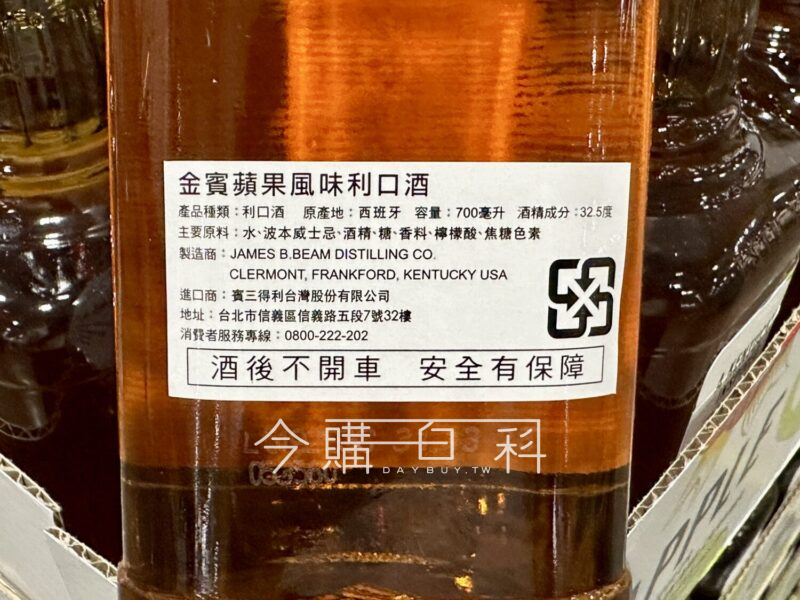 金賓蘋果風味利口酒
產品種類：利口酒 原產地：西班牙 容量：700毫升 酒精成分：32.5度
主要原料：水、波本威士忌、酒精、糖、香料、檸檬酸、焦糖色素
製造商：JAMES B.BEAM DISTILLING CO.
CLERMONT, FRANKFORD, KENTUCKY USA
進口商：賓三得利台灣股份有限公司
地址：台北市信義區信義路五段7號32樓
消費者服務專線：0800-222-202
酒後不開車 安全有保障
今購百科
DAYBUY.TW
APPLE